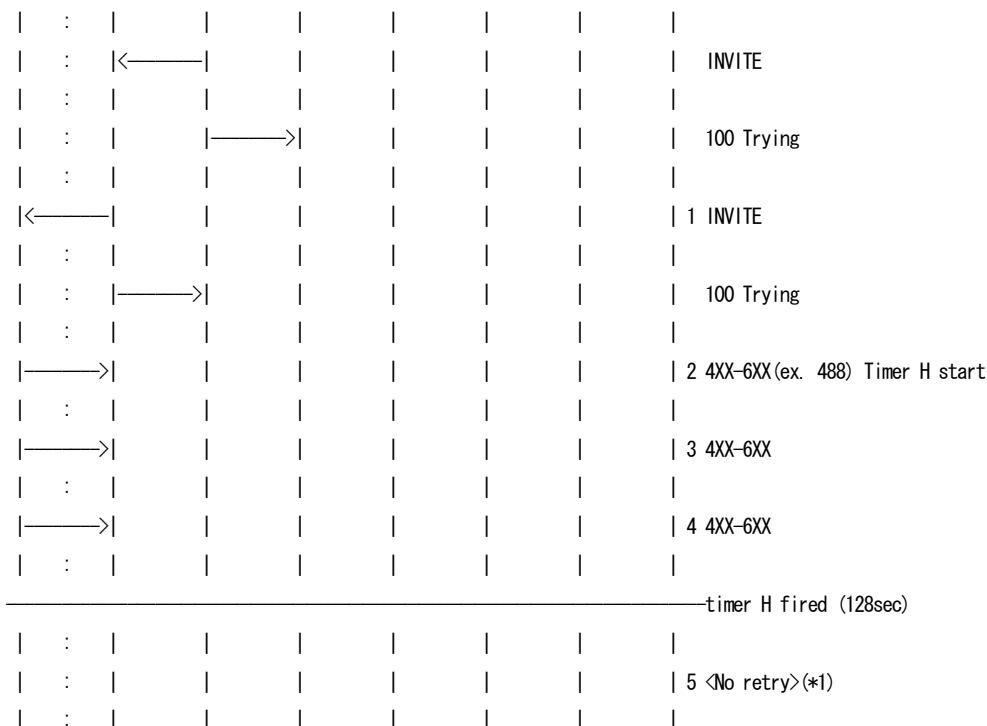 INVITE
100 Trying
1 INVITE
100 Trying
2 4XX-6XX(ex. 488) Timer H start
3 4XX-6XX
4 4XX-6XX
timer H fired (128sec)
5 <No retry>(*1)